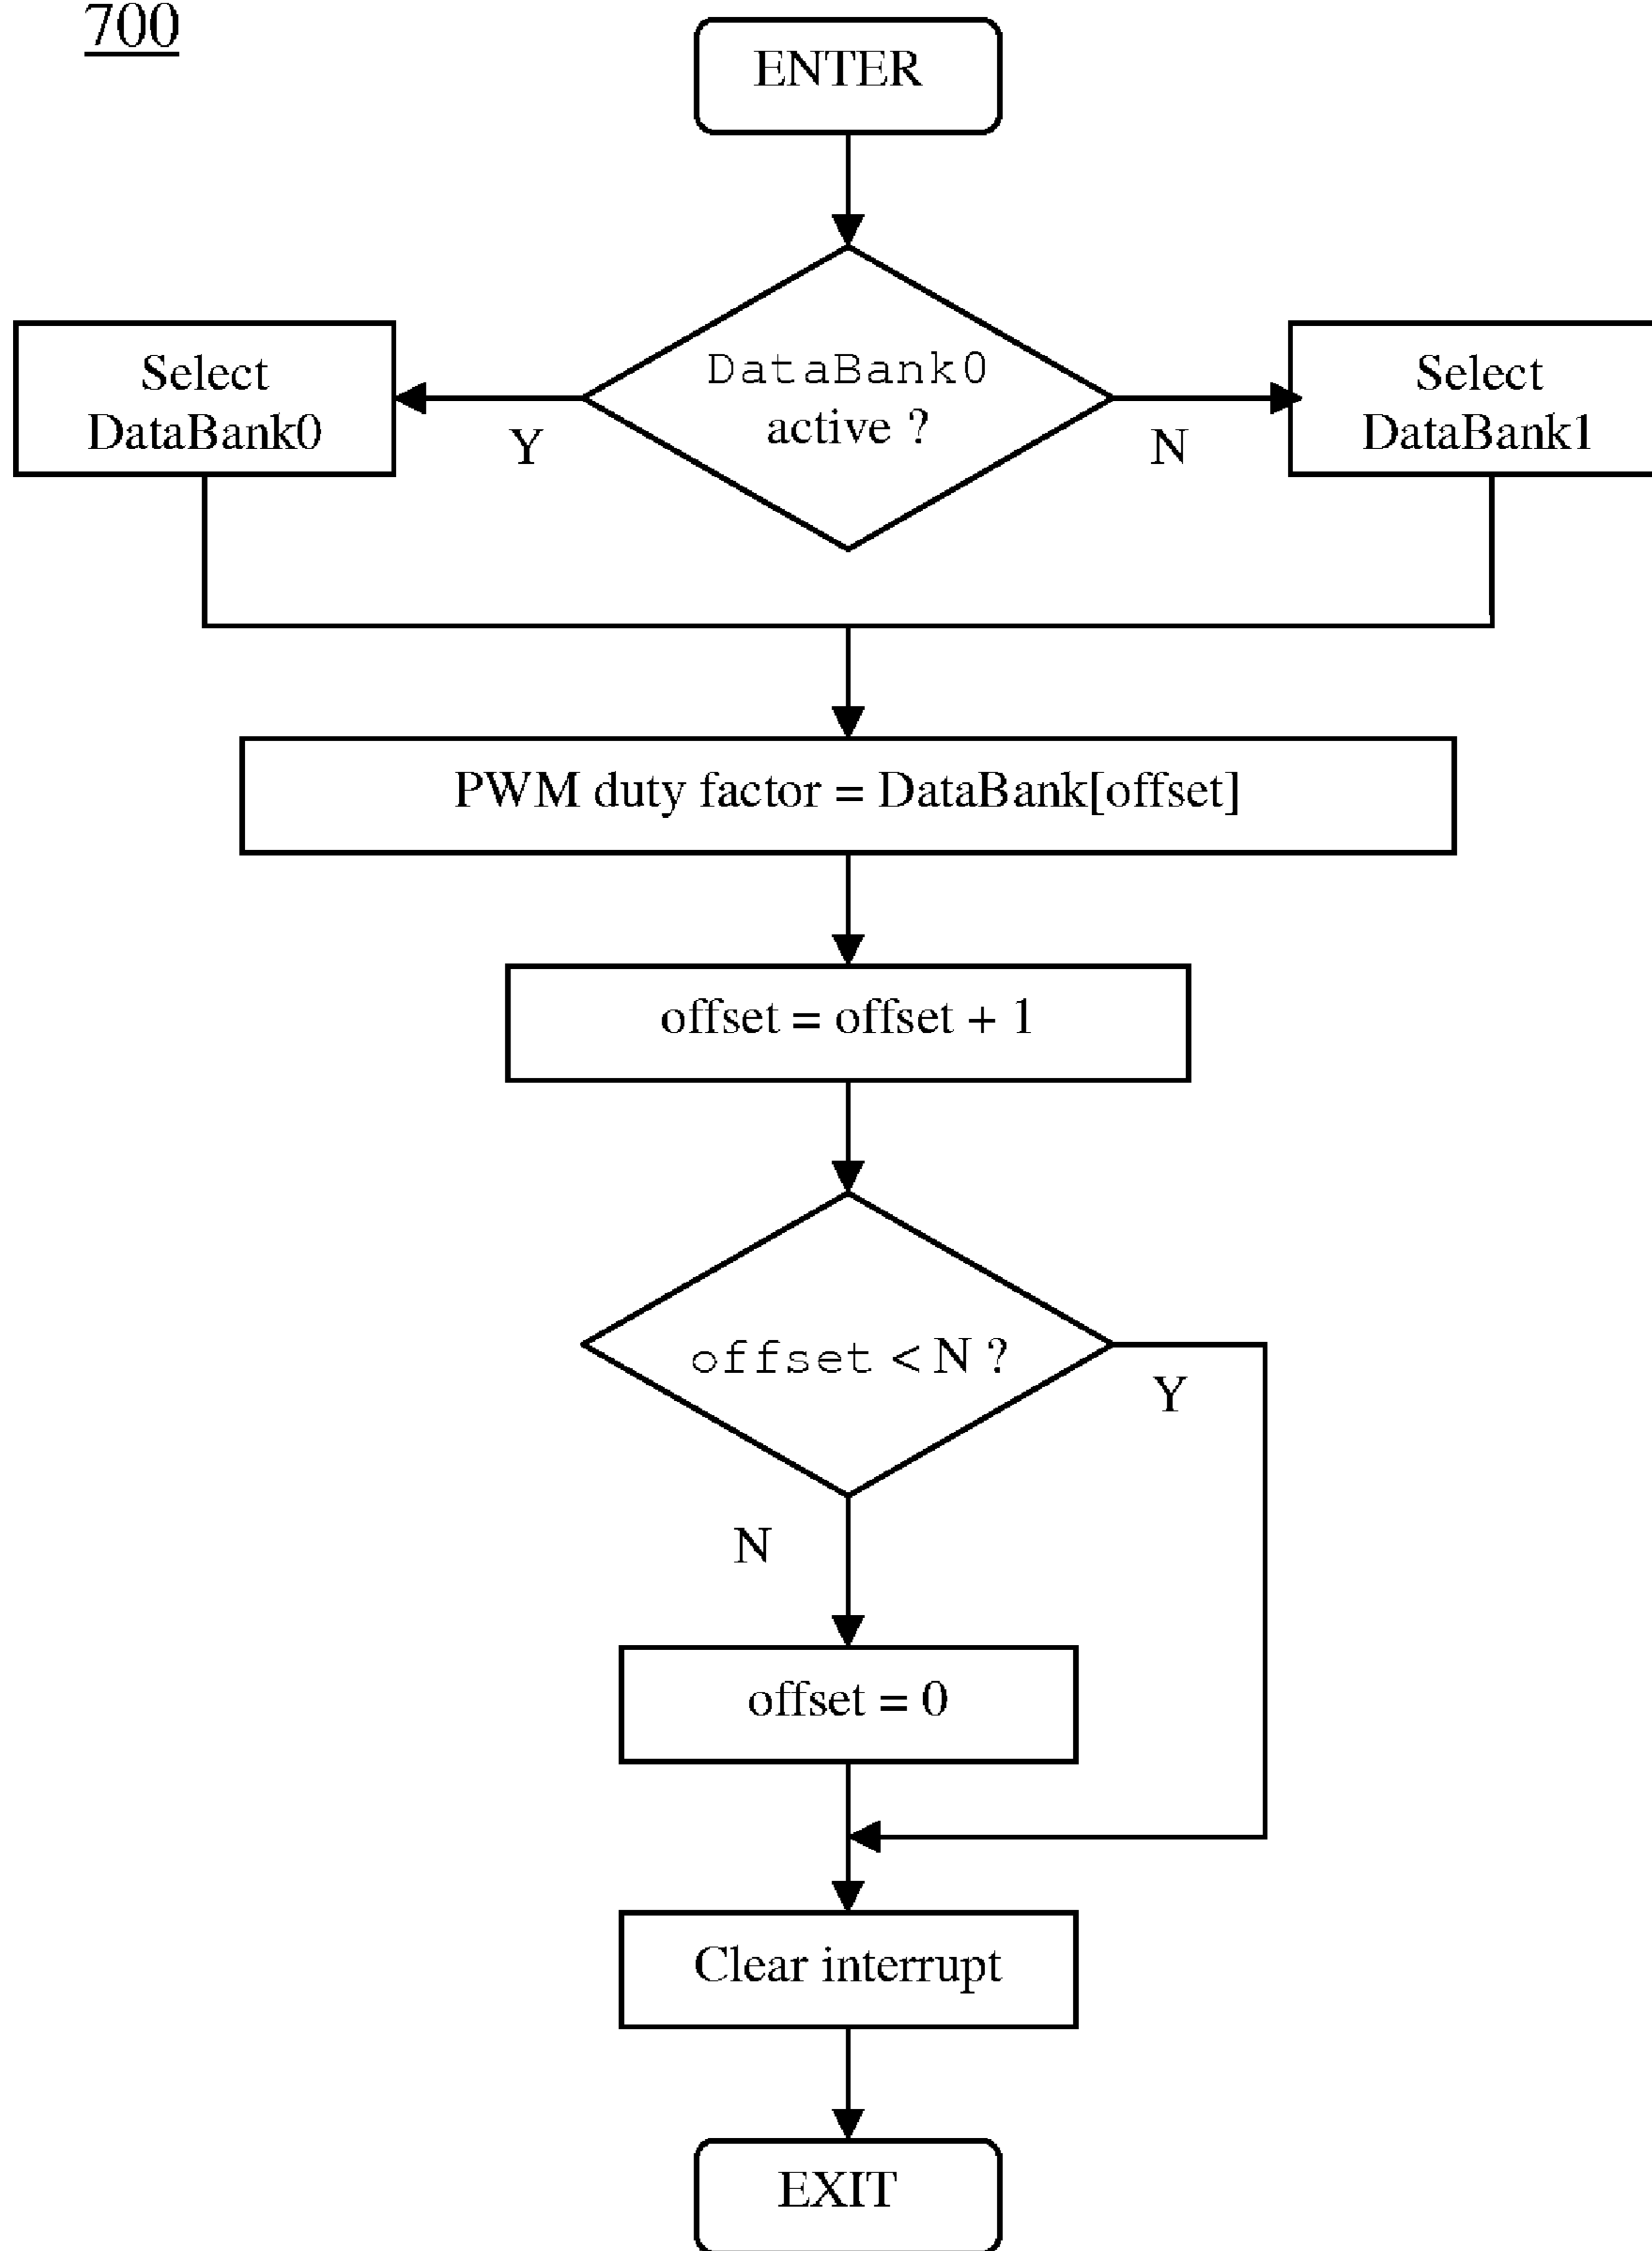 700
ENTER
DataBank0
active ?
Select
DataBank0
Y
N
Select
DataBank1
PWM duty factor = DataBank[offset]
offset = offset + 1
offset < N ?
Y
N
offset = 0
Clear interrupt
EXIT